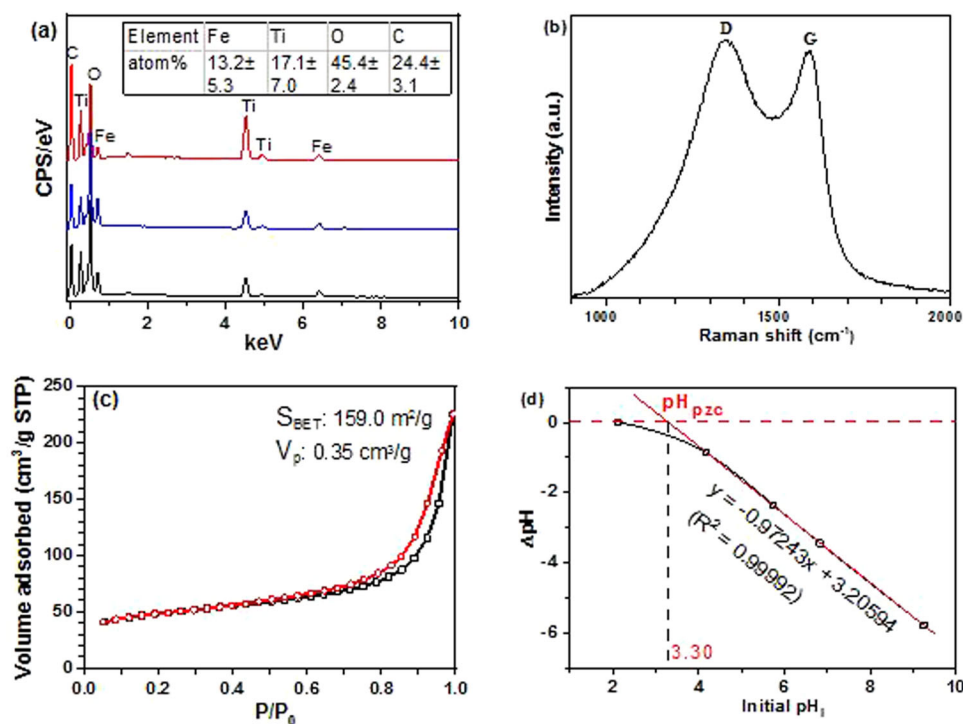 (a)
Element Fe Ti O C
atom% 13.2± 17.1± 45.4± 24.4±
5.3 7.0 2.4 3.1
C
O
Ti
Fe
Ti
Ti
Fe
CPS/eV
0 2 4 6 8 10
keV
(b)
D
G
Intensity (a.u.)
1000 1500 2000
Raman shift (cm⁻¹)
(c)
S_BET: 159.0 m²/g
V_p: 0.35 cm³/g
Volume adsorbed (cm³/g STP)
250
200
150
100
50
0
0.0 0.2 0.4 0.6 0.8 1.0
P/P₀
(d)
pH_pzc
0
-2
-4
-6
ΔpH
y = -0.97243x + 3.20594
(R² = 0.99992)
3.30
2 4 6 8 10
Initial pH_I